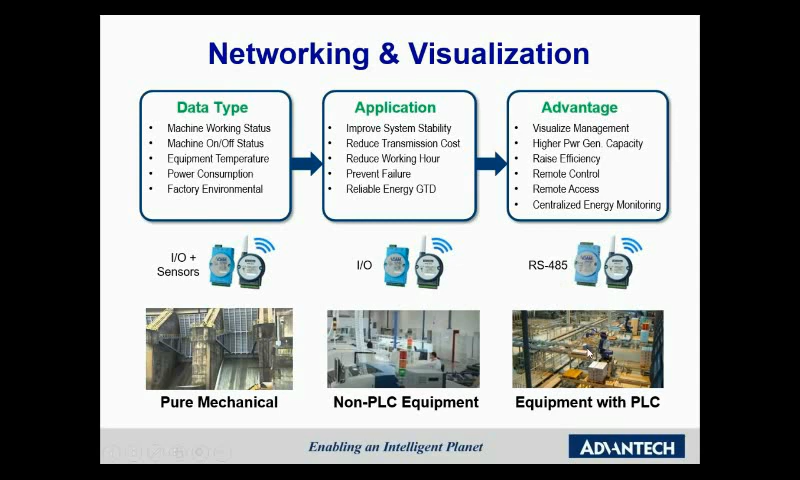 Networking & Visualization
Data Type
• Machine Working Status
• Machine On/Off Status
• Equipment Temperature
• Power Consumption
• Factory Environmental
Application
• Improve System Stability
• Reduce Transmission Cost
• Reduce Working Hour
• Prevent Failure
• Reliable Energy GTD
Advantage
• Visualize Management
• Higher Pwr Gen. Capacity
• Raise Efficiency
• Remote Control
• Remote Access
• Centralized Energy Monitoring
I/O +
Sensors
I/O
RS-485
Pure Mechanical
Non-PLC Equipment
Equipment with PLC
Enabling an Intelligent Planet
ADVANTECH